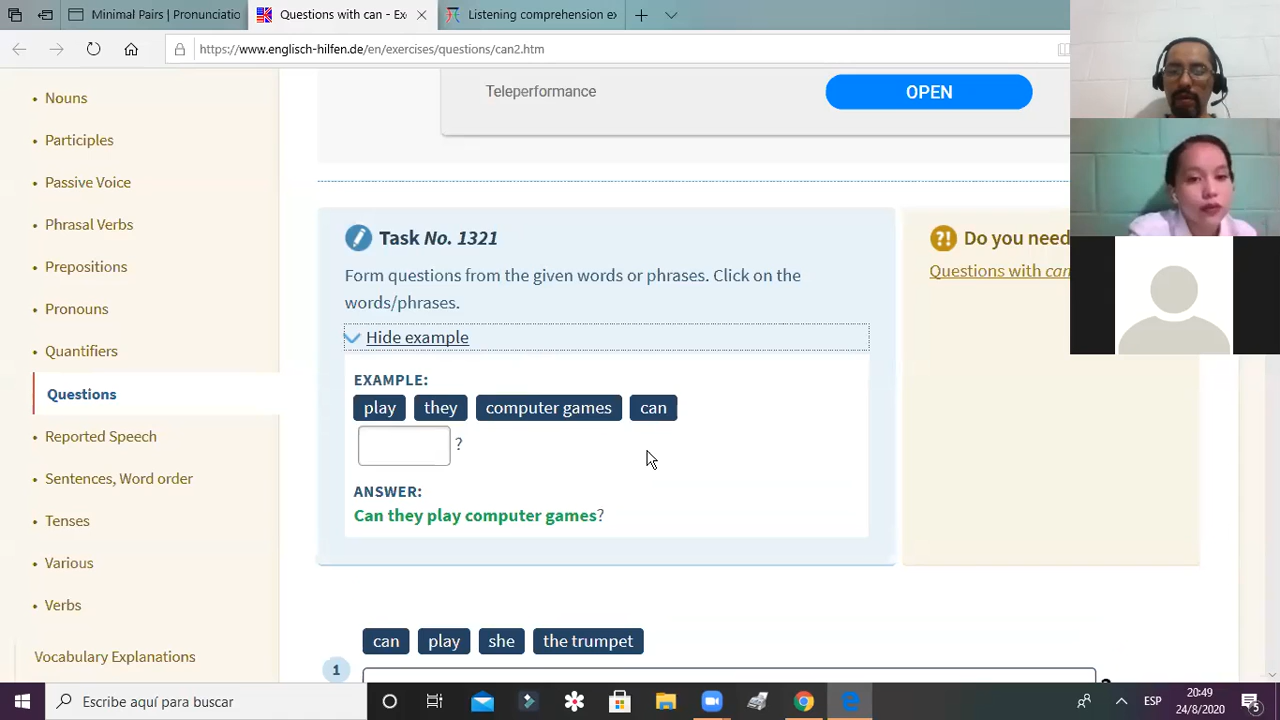 Minimal Pairs | Pronunciatio
Questions with can - Ex
Listening comprehension ex
https://www.englisch-hilfen.de/en/exercises/questions/can2.htm
Nouns
Participles
Passive Voice
Phrasal Verbs
Prepositions
Pronouns
Quantifiers
Questions
Reported Speech
Sentences, Word order
Tenses
Various
Verbs
Vocabulary Explanations
Teleperformance
OPEN
Task No. 1321
Form questions from the given words or phrases. Click on the
words/phrases.
Hide example
EXAMPLE:
play they computer games can
?
ANSWER:
Can they play computer games?
?! Do you need
Questions with can
can play she the trumpet
1
Escribe aquí para buscar
ESP
20:49
24/8/2020
5